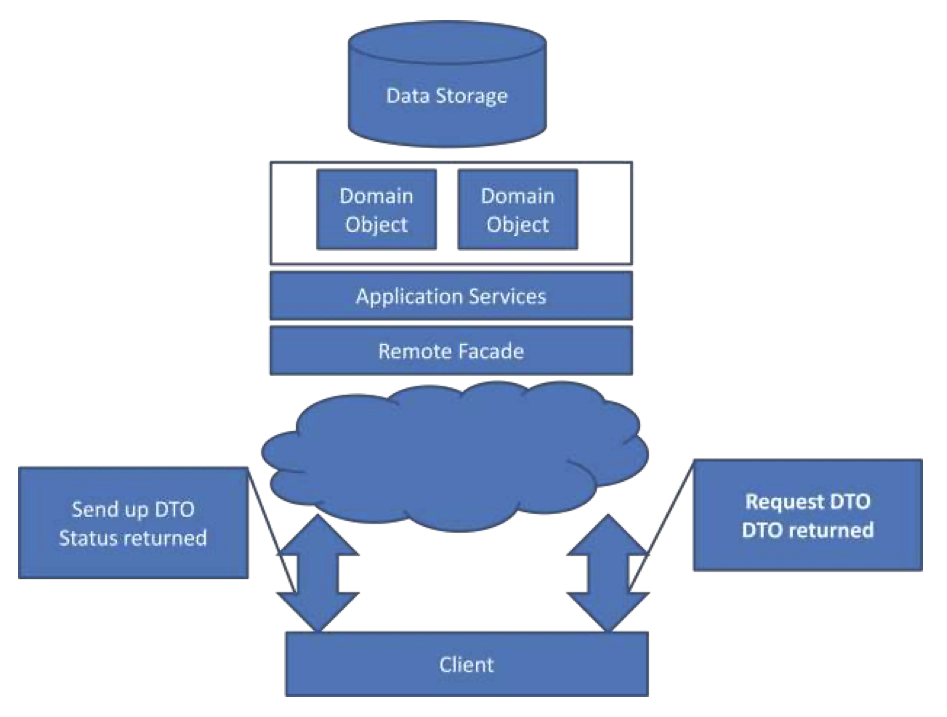 Data Storage
Domain
Object
Domain
Object
Application Services
Remote Facade
Send up DTO
Status returned
Request DTO
DTO returned
Client